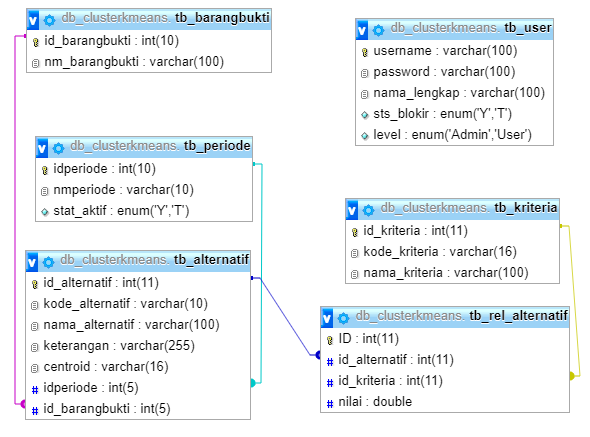 v db_clusterkmeans. tb_barangbukti
id_barangbukti : int(10)
nm_barangbukti : varchar(100)
v db_clusterkmeans. tb_user
username : varchar(100)
password : varchar(100)
nama_lengkap : varchar(100)
sts_blokir : enum('Y','T')
level : enum('Admin','User')
v db_clusterkmeans. tb_periode
idperiode : int(10)
nmperiode : varchar(10)
stat_aktif : enum('Y','T')
v db_clusterkmeans. tb_kriteria
id_kriteria : int(11)
kode_kriteria : varchar(16)
nama_kriteria : varchar(100)
v db_clusterkmeans. tb_alternatif
id_alternatif : int(11)
kode_alternatif : varchar(10)
nama_alternatif : varchar(100)
keterangan : varchar(255)
centroid : varchar(16)
# idperiode : int(5)
# id_barangbukti : int(5)
v db_clusterkmeans. tb_rel_alternatif
ID : int(11)
# id_alternatif : int(11)
# id_kriteria : int(11)
# nilai : double